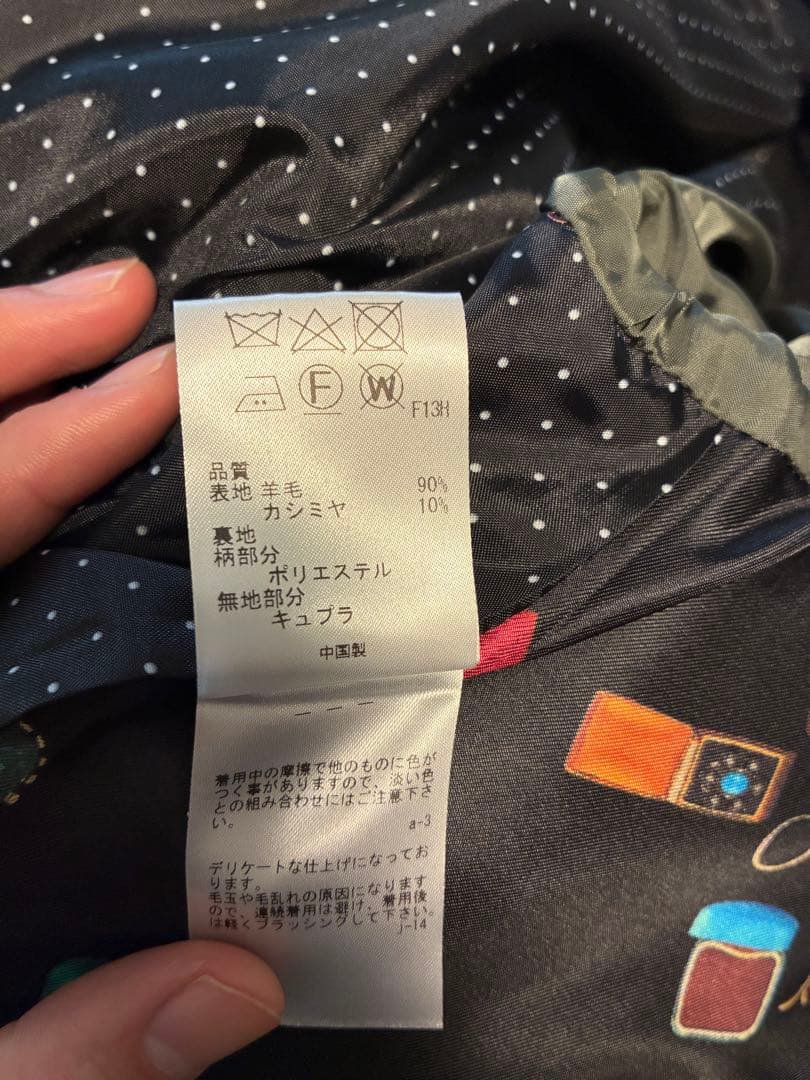 F W F13H
品質
表地 羊毛 90%
カシミヤ 10%
裏地
柄部分
ポリエステル
無地部分
キュプラ
中国製
ーーー
着用中の摩擦で他のものに色が
つく事がありますので、淡い色
との組み合わせにはご注意下さ
い。
a-3
デリケートな仕上げになってお
ります。
毛玉や毛乱れの原因になります
ので、連続着用は避け、着用後
は軽くブラッシングして下さい。
J-14